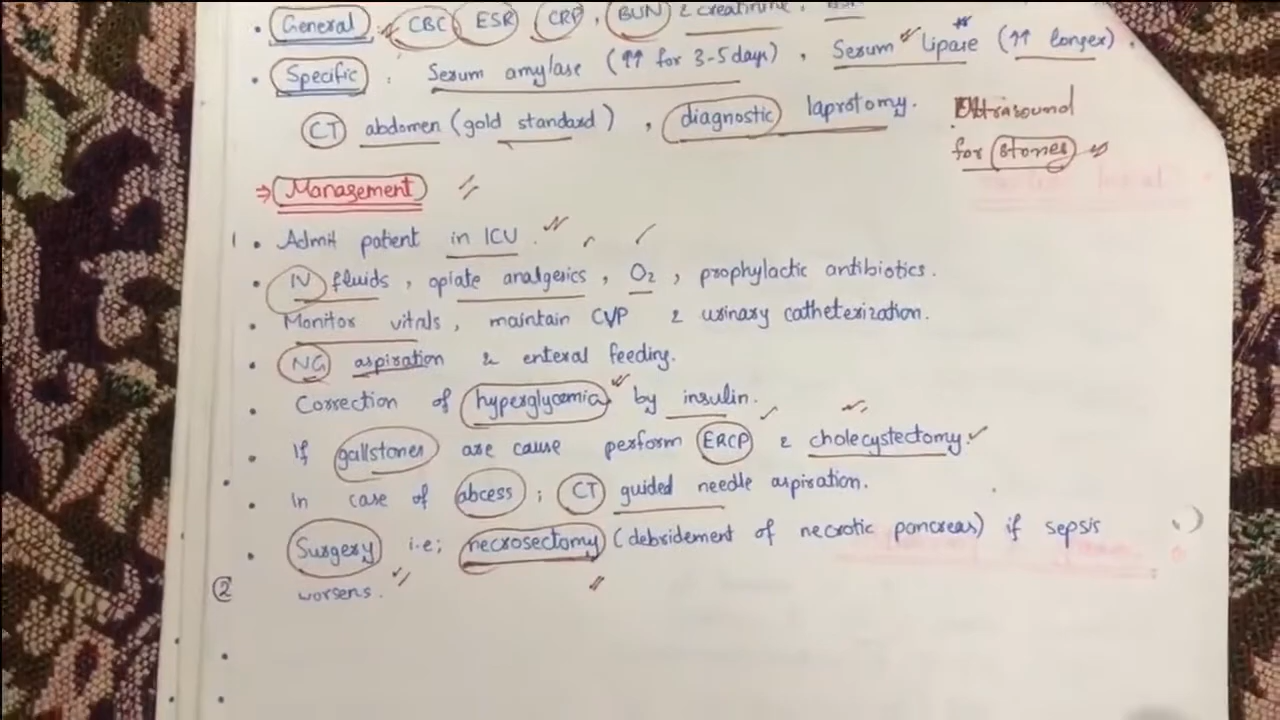 • General : CBC, ESR, CRP, BUN & creatinine,
• Specific : Serum amylase (↑↑ for 3-5 days), Serum lipase (↑↑ longer).
CT abdomen (gold standard), diagnostic laprotomy.
Ultrasound
for stones
⇒ Management
1 • Admit patient in ICU.
• IV fluids, opiate analgesics, O2, prophylactic antibiotics.
• Monitor vitals, maintain CVP & urinary catheterization.
• NG aspiration & enteral feeding.
• Correction of hyperglycemia by insulin.
• If gallstones are cause perform ERCP & cholecystectomy.
• In case of abcess ; CT guided needle aspiration.
• Surgery i.e; necrosectomy (debridement of necrotic pancreas) if sepsis
② worsens.